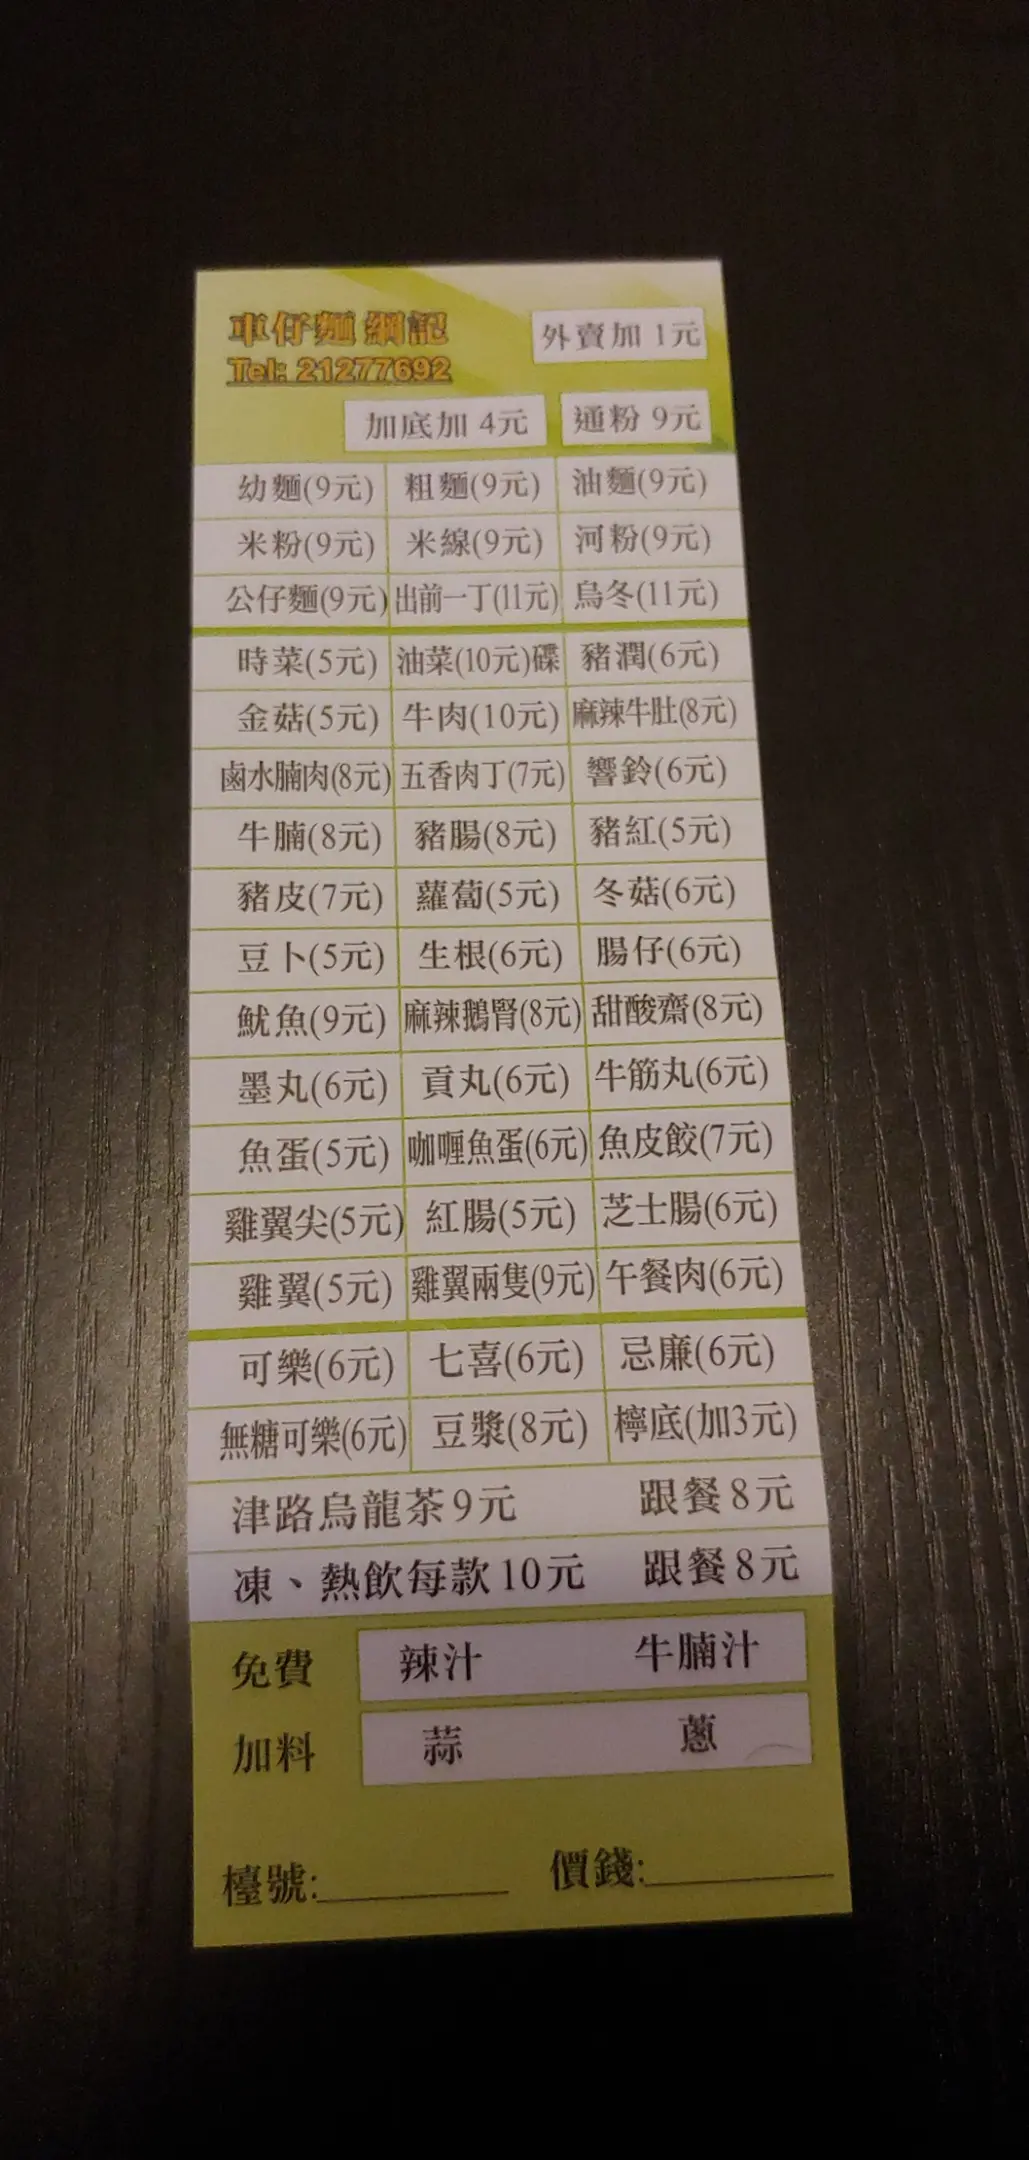 車仔麵 綱記
Tel: 21277692
外賣加 1元
加底加 4元 通粉 9元
幼麵(9元) 粗麵(9元) 油麵(9元)
米粉(9元) 米線(9元) 河粉(9元)
公仔麵(9元) 出前一丁(11元) 烏冬(11元)
時菜(5元) 油菜(10元)碟 豬潤(6元)
金菇(5元) 牛肉(10元) 麻辣牛肚(8元)
鹵水腩肉(8元) 五香肉丁(7元) 響鈴(6元)
牛腩(8元) 豬腸(8元) 豬紅(5元)
豬皮(7元) 蘿蔔(5元) 冬菇(6元)
豆卜(5元) 生根(6元) 腸仔(6元)
魷魚(9元) 麻辣鵝腎(8元) 甜酸齋(8元)
墨丸(6元) 貢丸(6元) 牛筋丸(6元)
魚蛋(5元) 咖喱魚蛋(6元) 魚皮餃(7元)
雞翼尖(5元) 紅腸(5元) 芝士腸(6元)
雞翼(5元) 雞翼兩隻(9元) 午餐肉(6元)
可樂(6元) 七喜(6元) 忌廉(6元)
無糖可樂(6元) 豆漿(8元) 檸底(加3元)
津路烏龍茶9元 跟餐8元
凍、熱飲每款10元 跟餐8元
免費 辣汁 牛腩汁
加料 蒜 蔥
檯號: 價錢: